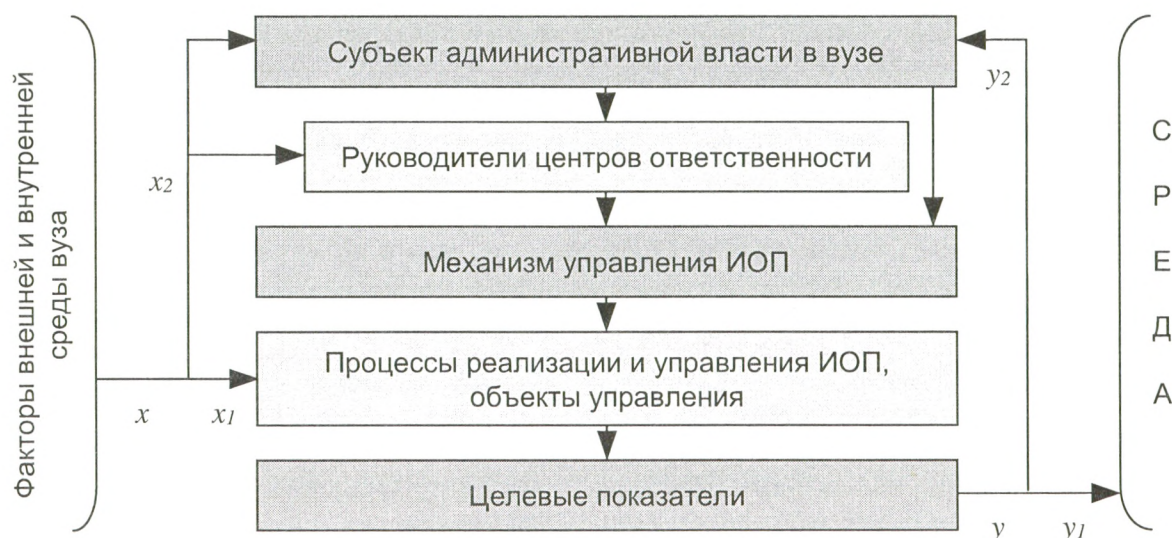 Факторы внешней и внутренней
среды вуза
Субъект административной власти в вузе
y2
Руководители центров ответственности
x2
Механизм управления ИОП
Процессы реализации и управления ИОП,
объекты управления
x x1
Целевые показатели
y y1
С
Р
Е
Д
А